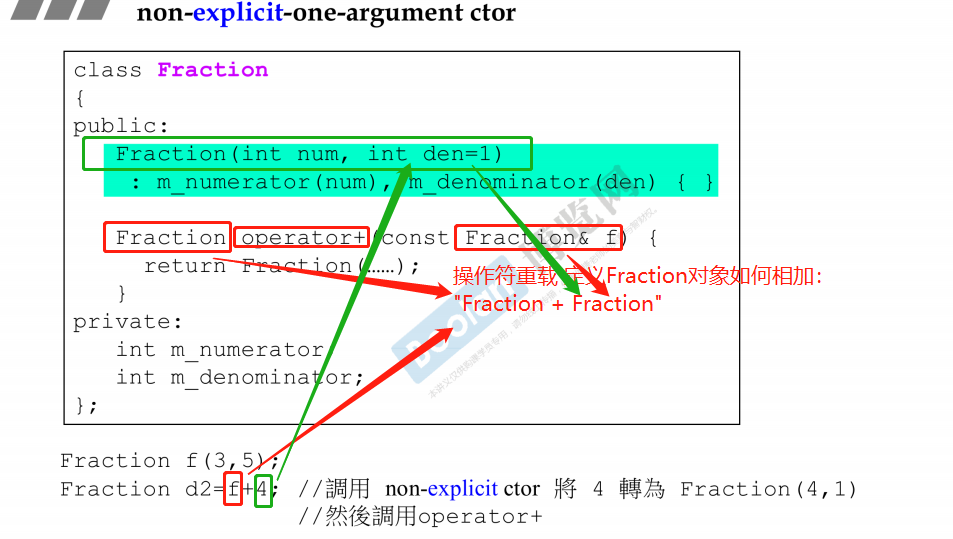 non-explicit-one-argument ctor
class Fraction
{
public:
Fraction(int num, int den=1)
: m_numerator(num), m_denominator(den) { }
Fraction operator+(const Fraction& f) {
return Fraction(……);
}
操作符重载 定义Fraction对象如何相加：
"Fraction + Fraction"
private:
int m_numerator
int m_denominator;
};
Fraction f(3,5);
Fraction d2=f+4; //調用 non-explicit ctor 將 4 轉為 Fraction(4,1)
//然後調用operator+